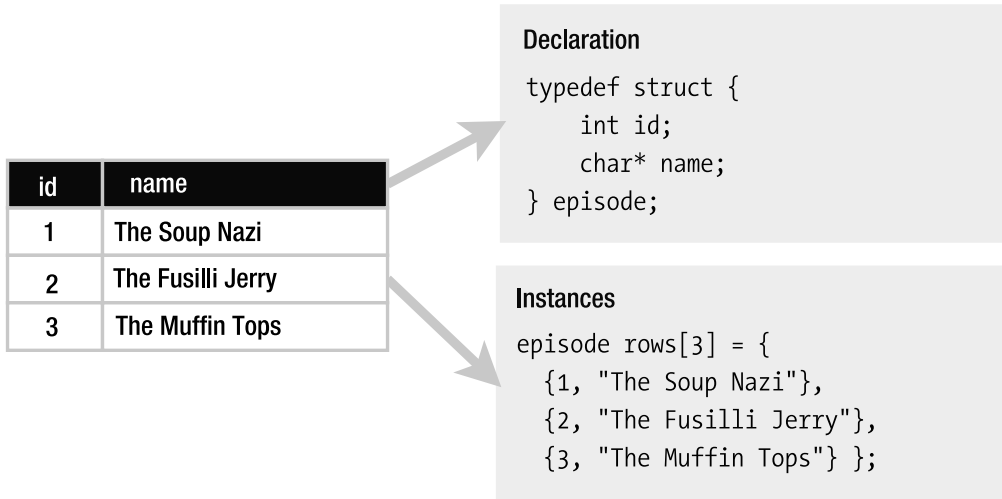 id name
1 The Soup Nazi
2 The Fusilli Jerry
3 The Muffin Tops
Declaration
typedef struct {
    int id;
    char* name;
} episode;
Instances
episode rows[3] = {
  {1, "The Soup Nazi"},
  {2, "The Fusilli Jerry"},
  {3, "The Muffin Tops"} };